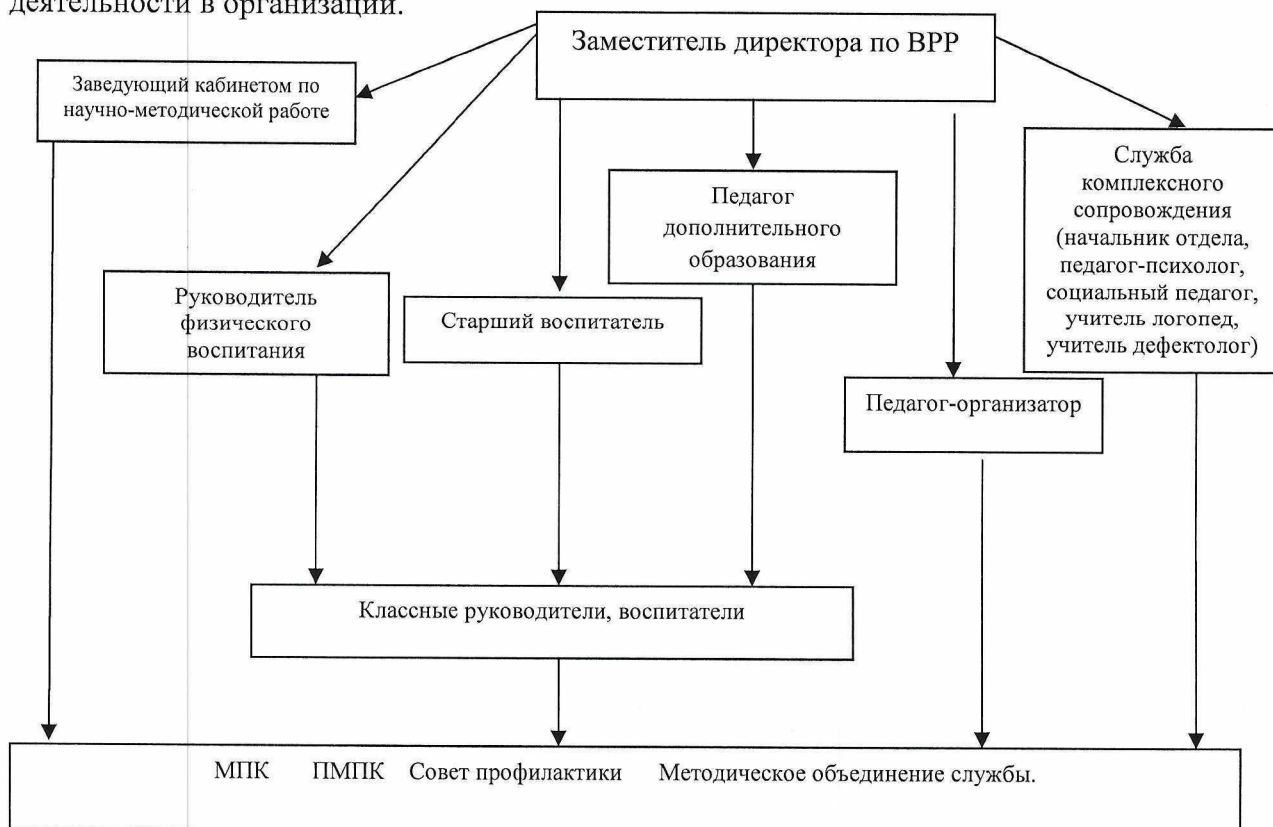 деятельности в организации.
Заместитель директора по ВРР
Заведующий кабинетом по
научно-методической работе
Служба
комплексного
сопровождения
(начальник отдела,
педагог-психолог,
социальный педагог,
учитель логопед,
учитель дефектолог)
Педагог
дополнительного
образования
Руководитель
физического
воспитания
Старший воспитатель
Педагог-организатор
Классные руководители, воспитатели
МПК ПМПК Совет профилактики Методическое объединение службы.